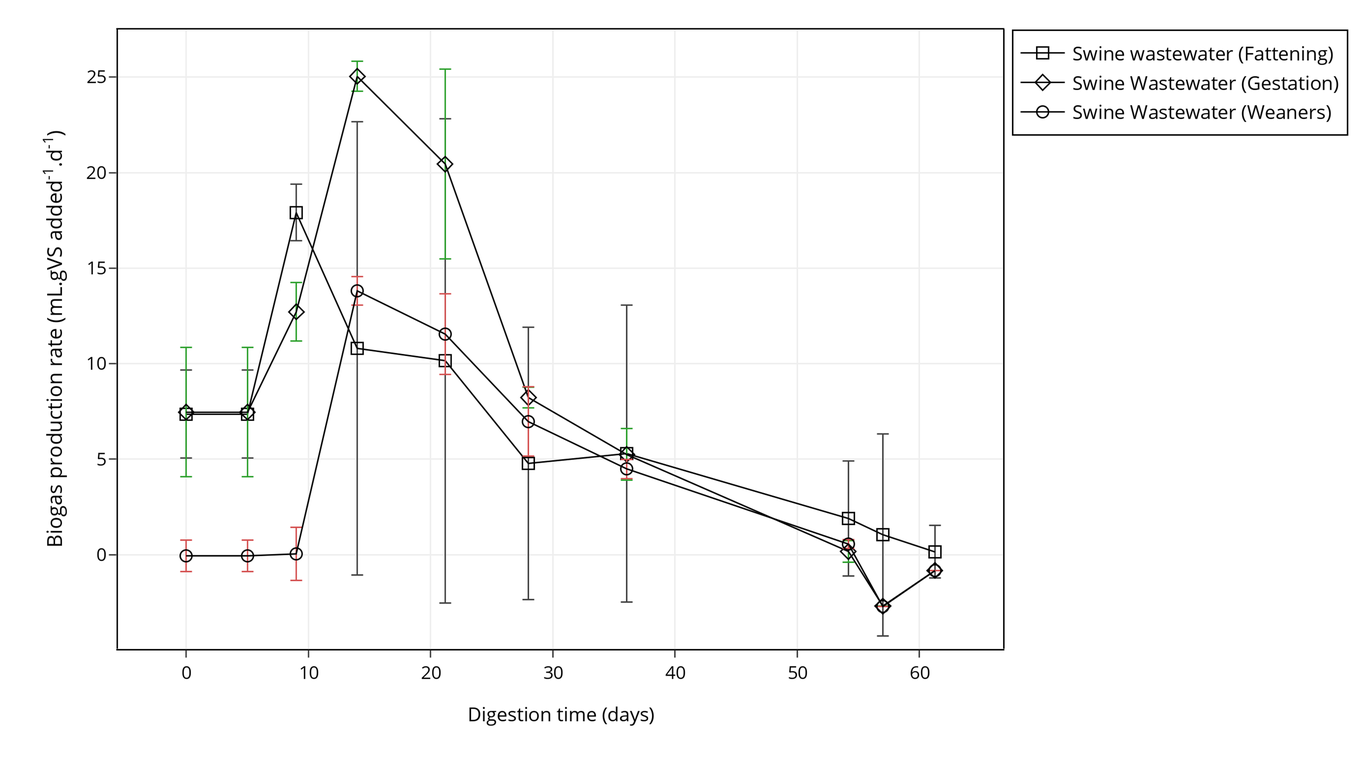 Swine wastewater (Fattening)
Swine Wastewater (Gestation)
Swine Wastewater (Weaners)
Biogas production rate (mL.gVS added⁻¹.d⁻¹)
25
20
15
10
5
0
0 10 20 30 40 50 60
Digestion time (days)